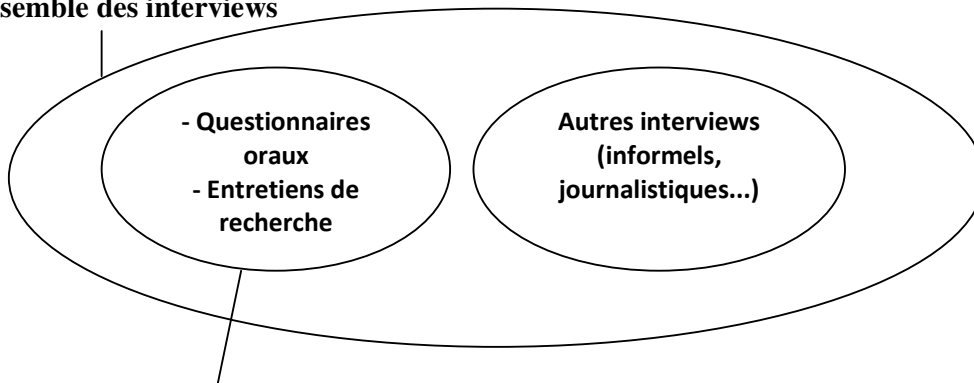 semble des interviews
- Questionnaires
oraux
- Entretiens de
recherche
Autres interviews
(informels,
journalistiques...)